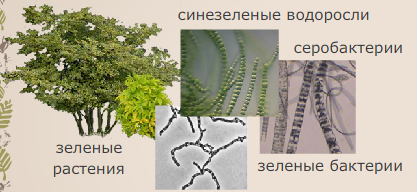 синезеленые водоросли
серобактерии
зеленые
растения
зеленые бактерии